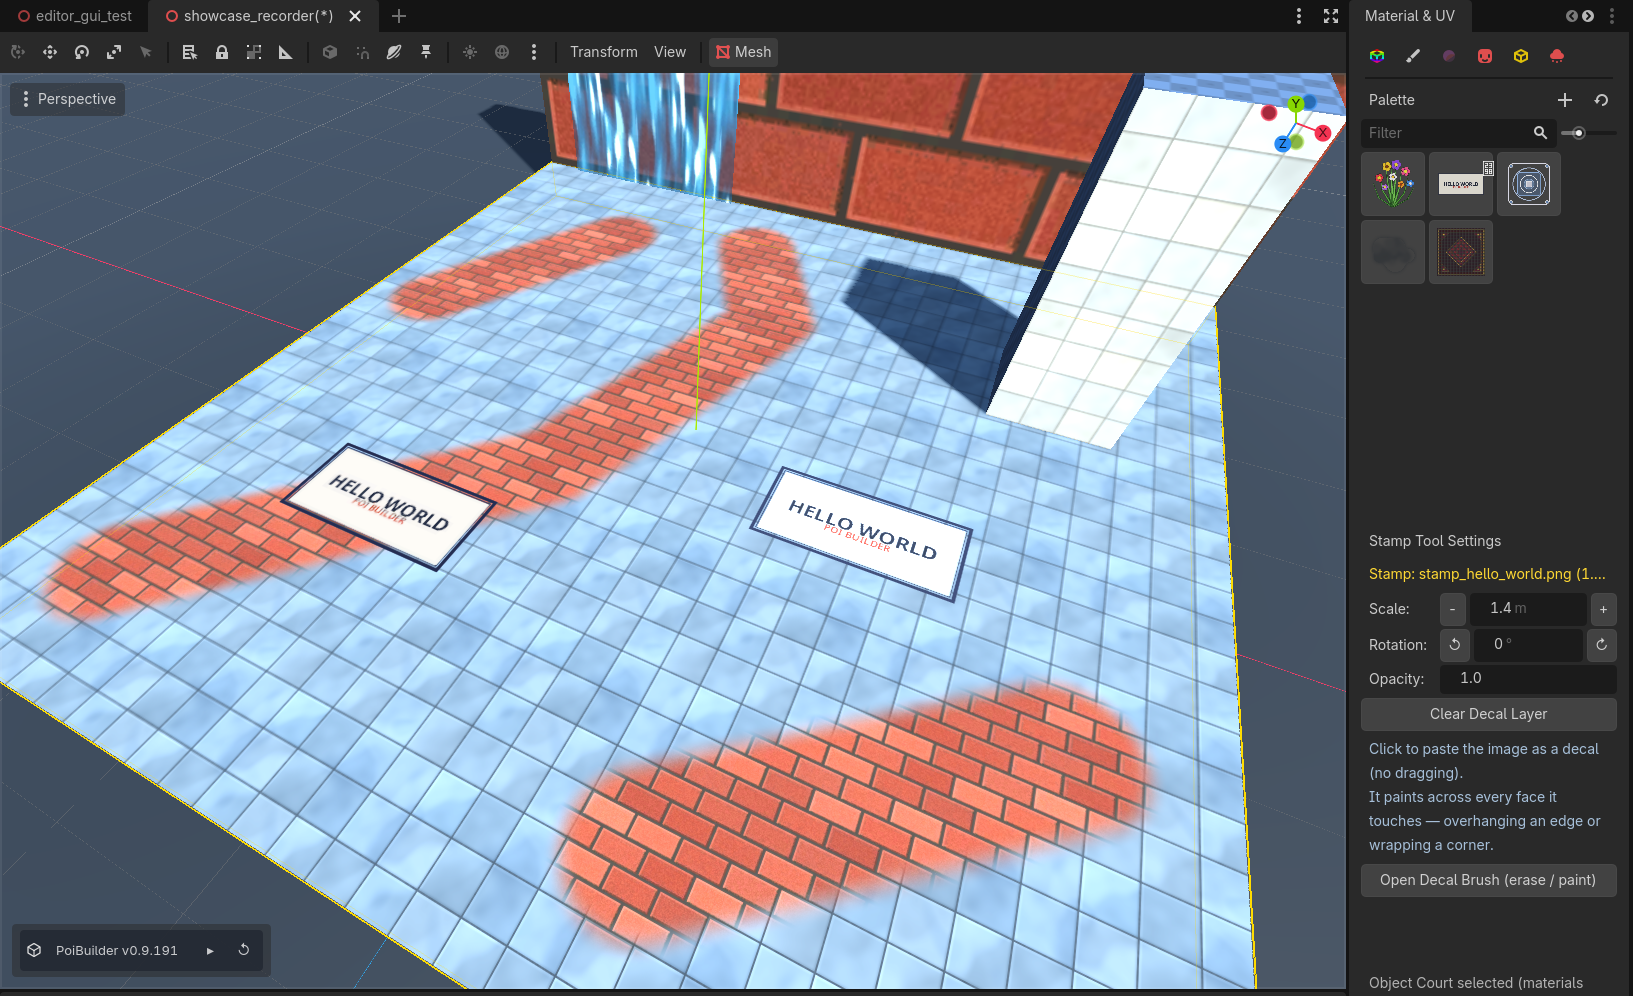 editor_gui_test
showcase_recorder(*)
Transform
View
Mesh
Material & UV
Perspective
Palette
Filter
HELLO WORLD
Y
X
Z
HELLO WORLD
POI BUILDER
HELLO WORLD
POI BUILDER
Stamp Tool Settings
Stamp: stamp_hello_world.png (1....
Scale:
-
1.4 m
+
Rotation:
0 °
Opacity:
1.0
Clear Decal Layer
Click to paste the image as a decal
(no dragging).
It paints across every face it
touches — overhanging an edge or
wrapping a corner.
Open Decal Brush (erase / paint)
PoiBuilder v0.9.191
Object Court selected (materials